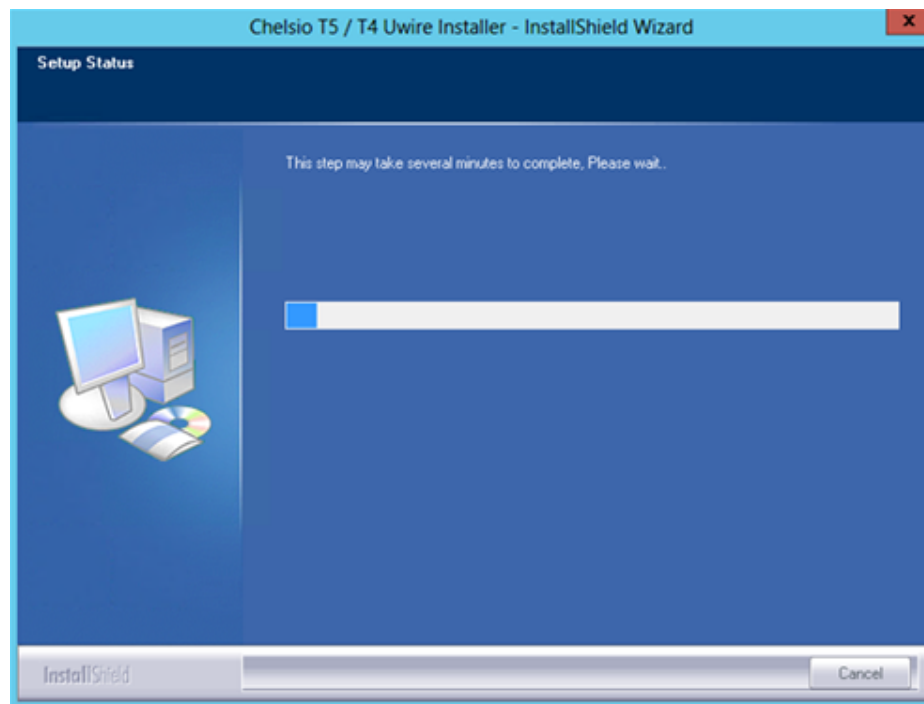 Chelsio T5 / T4 Uwire Installer - InstallShield Wizard
x
Setup Status
This step may take several minutes to complete, Please wait..
InstallShield
Cancel